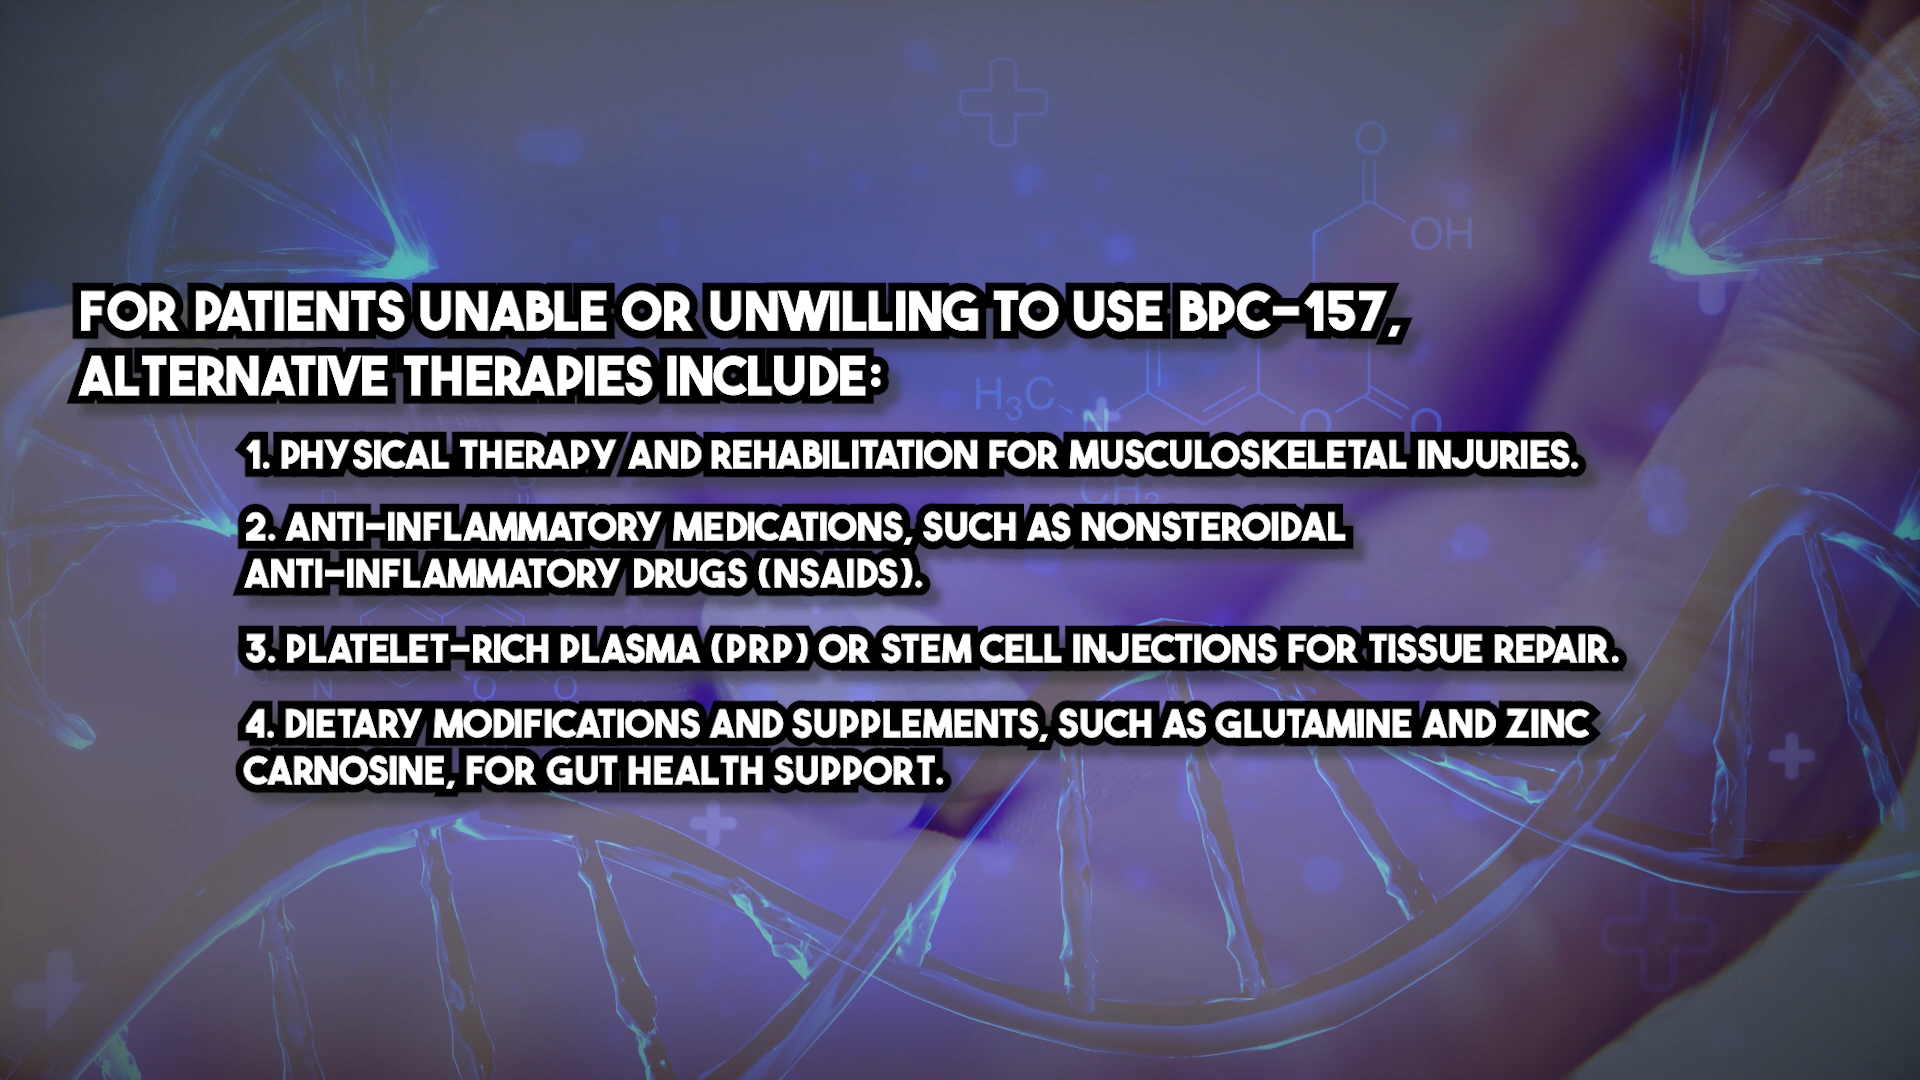 FOR PATIENTS UNABLE OR UNWILLING TO USE BPC-157,
ALTERNATIVE THERAPIES INCLUDE:
O
OH
H3C
N
O
O
CH3
1. PHYSICAL THERAPY AND REHABILITATION FOR MUSCULOSKELETAL INJURIES.
2. ANTI-INFLAMMATORY MEDICATIONS, SUCH AS NONSTEROIDAL
ANTI-INFLAMMATORY DRUGS (NSAIDS).
3. PLATELET-RICH PLASMA (PRP) OR STEM CELL INJECTIONS FOR TISSUE REPAIR.
N
O
O
4. DIETARY MODIFICATIONS AND SUPPLEMENTS, SUCH AS GLUTAMINE AND ZINC
CARNOSINE, FOR GUT HEALTH SUPPORT.